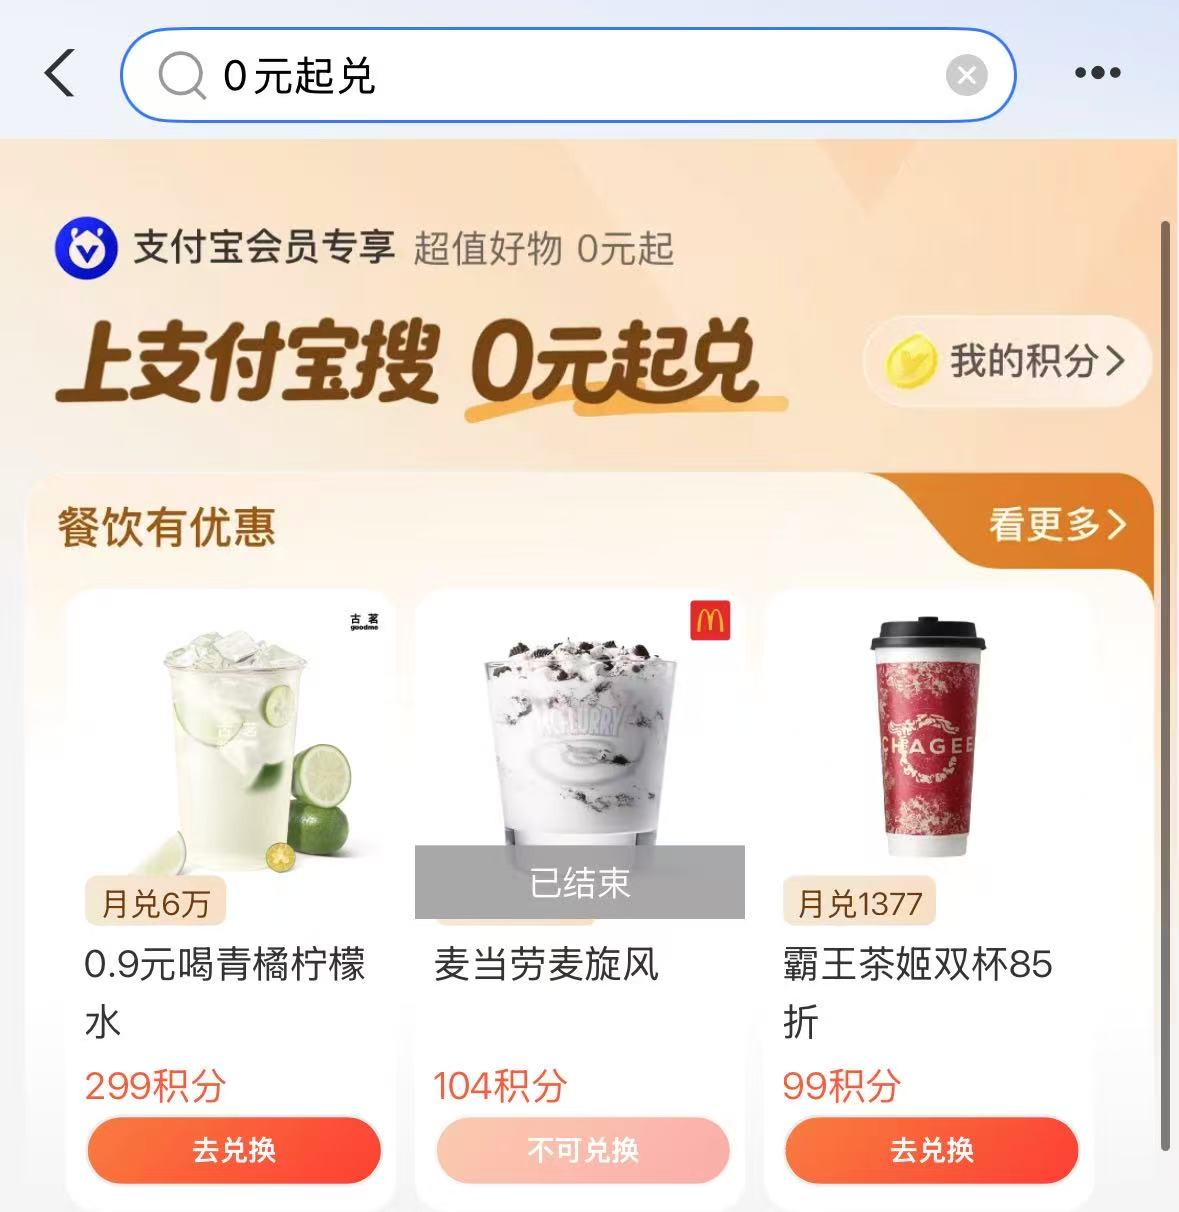 0元起兑
支付宝会员专享 超值好物 0元起
上支付宝搜 0元起兑
我的积分
餐饮有优惠
看更多
古茗
goodme
古茗
McFLURRY
CHAGEE
已结束
月兑6万
月兑1377
0.9元喝青橘柠檬
水
麦当劳麦旋风
霸王茶姬双杯85
折
299积分
104积分
99积分
去兑换
不可兑换
去兑换